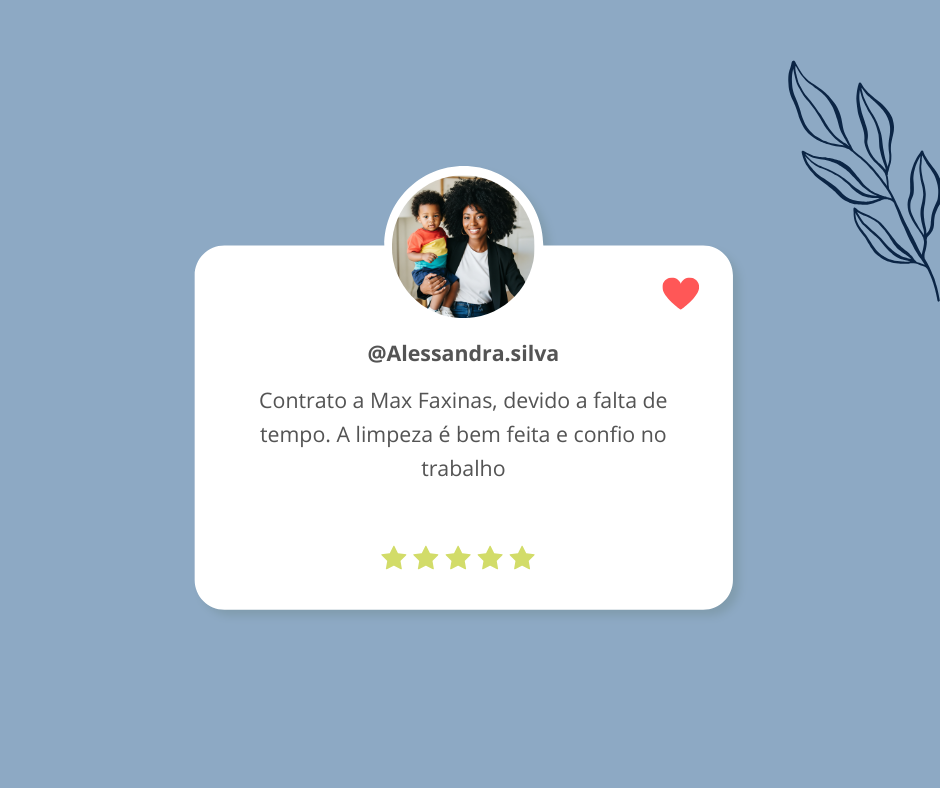 @Alessandra.silva
Contrato a Max Faxinas, devido a falta de
tempo. A limpeza é bem feita e confio no
trabalho